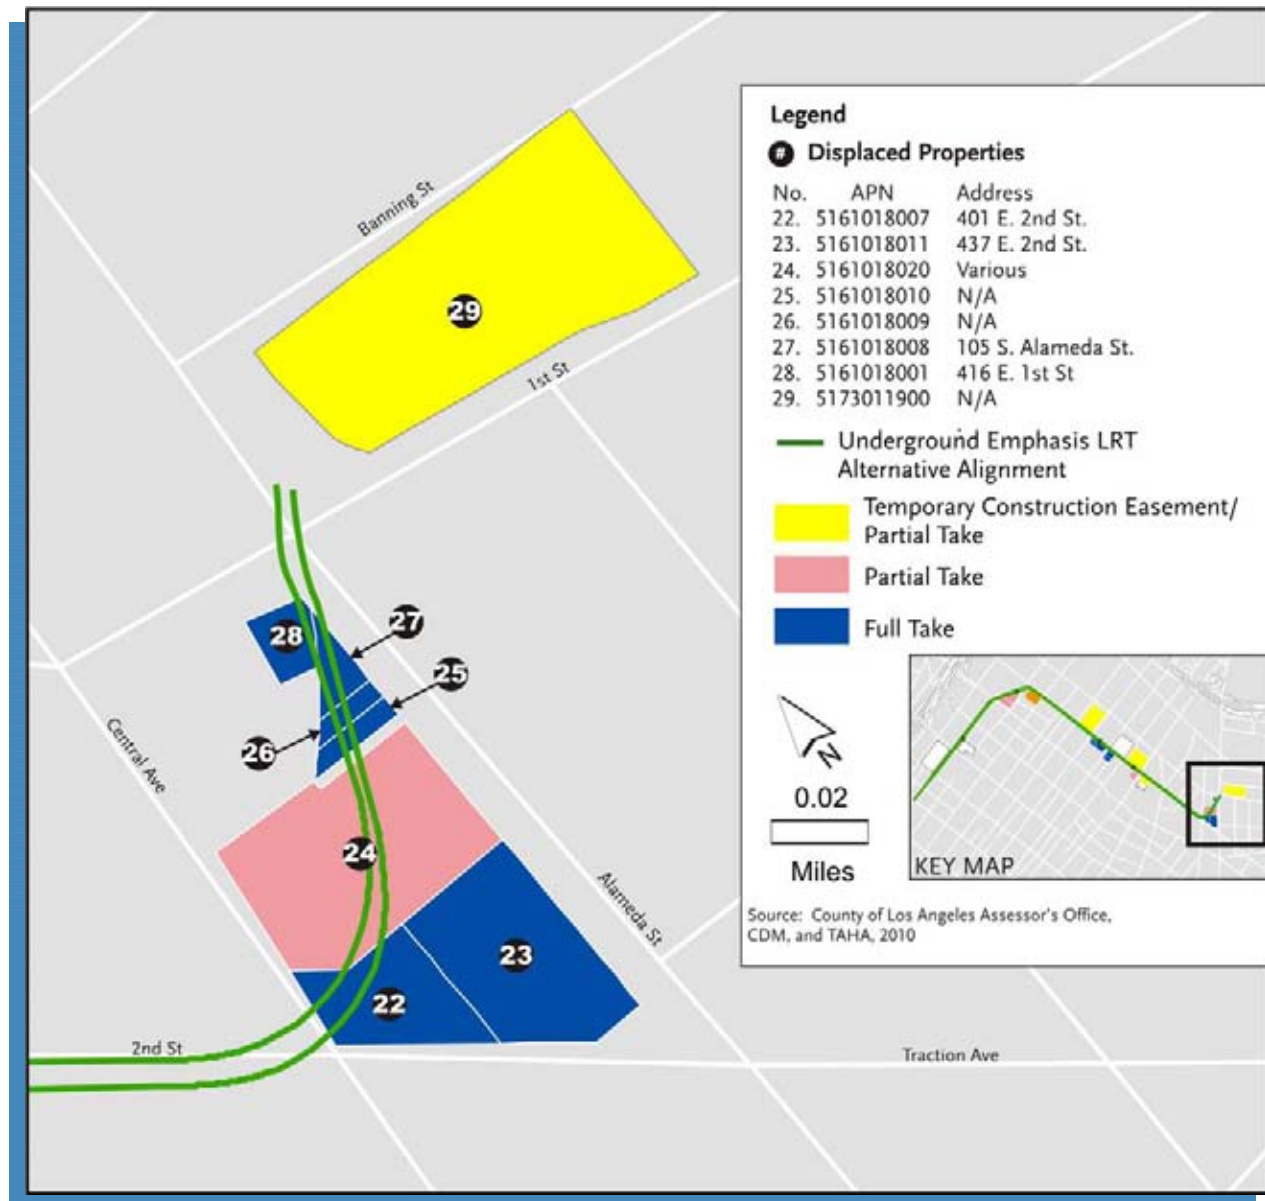 Legend
# Displaced Properties
No. APN Address
22. 5161018007 401 E. 2nd St.
23. 5161018011 437 E. 2nd St.
24. 5161018020 Various
25. 5161018010 N/A
26. 5161018009 N/A
27. 5161018008 105 S. Alameda St.
28. 5161018001 416 E. 1st St
29. 5173011900 N/A
Underground Emphasis LRT
Alternative Alignment
Temporary Construction Easement/
Partial Take
Partial Take
Full Take
N
0.02
Miles
KEY MAP
Source: County of Los Angeles Assessor's Office,
CDM, and TAHA, 2010
Banning St
29
1st St
28
27
25
26
Central Ave
24
Alameda St
23
22
2nd St
Traction Ave